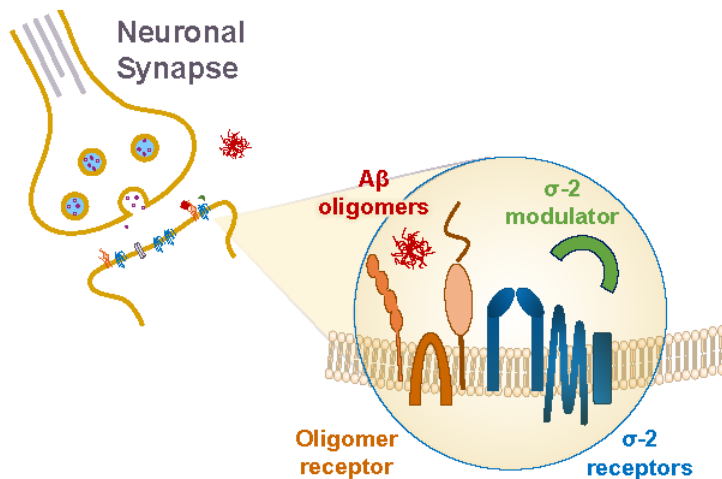 Neuronal
Synapse
Aβ
oligomers
σ-2
modulator
Oligomer
receptor
σ-2
receptors